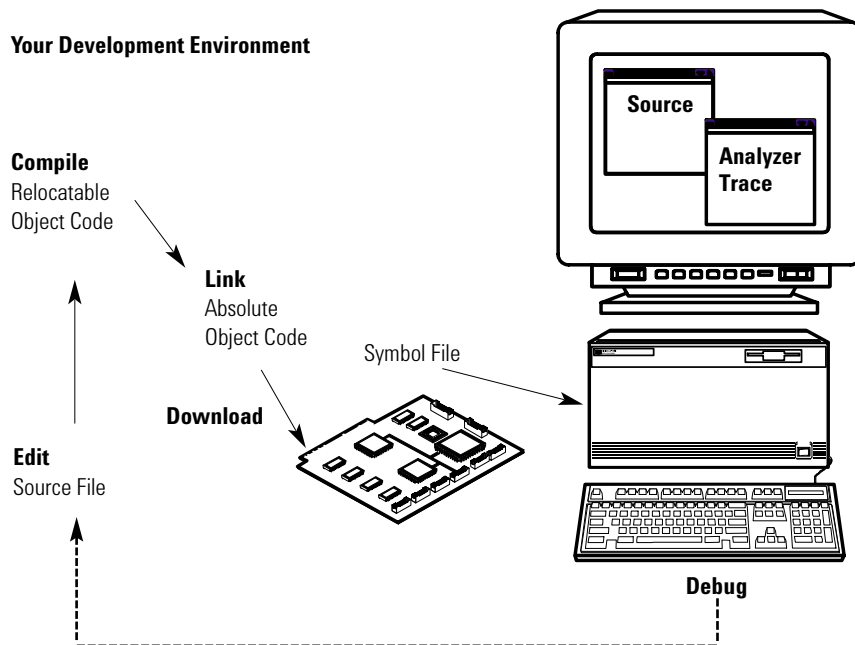 Your Development Environment
Source
Analyzer
Trace
Compile
Relocatable
Object Code
Link
Absolute
Object Code
Symbol File
Download
Edit
Source File
Debug